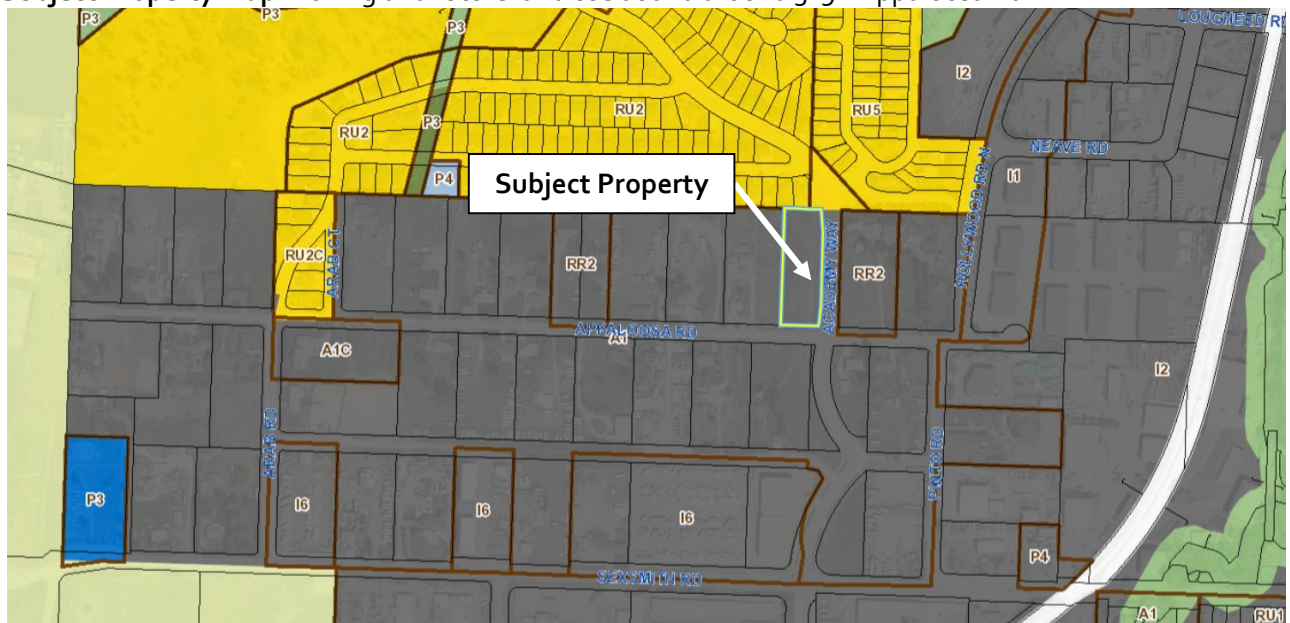 P3
P3
P3
LOUGHEED RD
I2
RU2
RU5
P3
RU2
NEAVE RD
P4
Subject Property
I1
HOLLYWOOD RD N
RU2C
ARAB CT
RR2
ACADEMY WAY
RR2
APPALOOSA RD
A1
A1C
I2
ARAB RD
PINTO RD
P3
I6
I6
I6
P4
SEXSMITH RD
A1
RU1